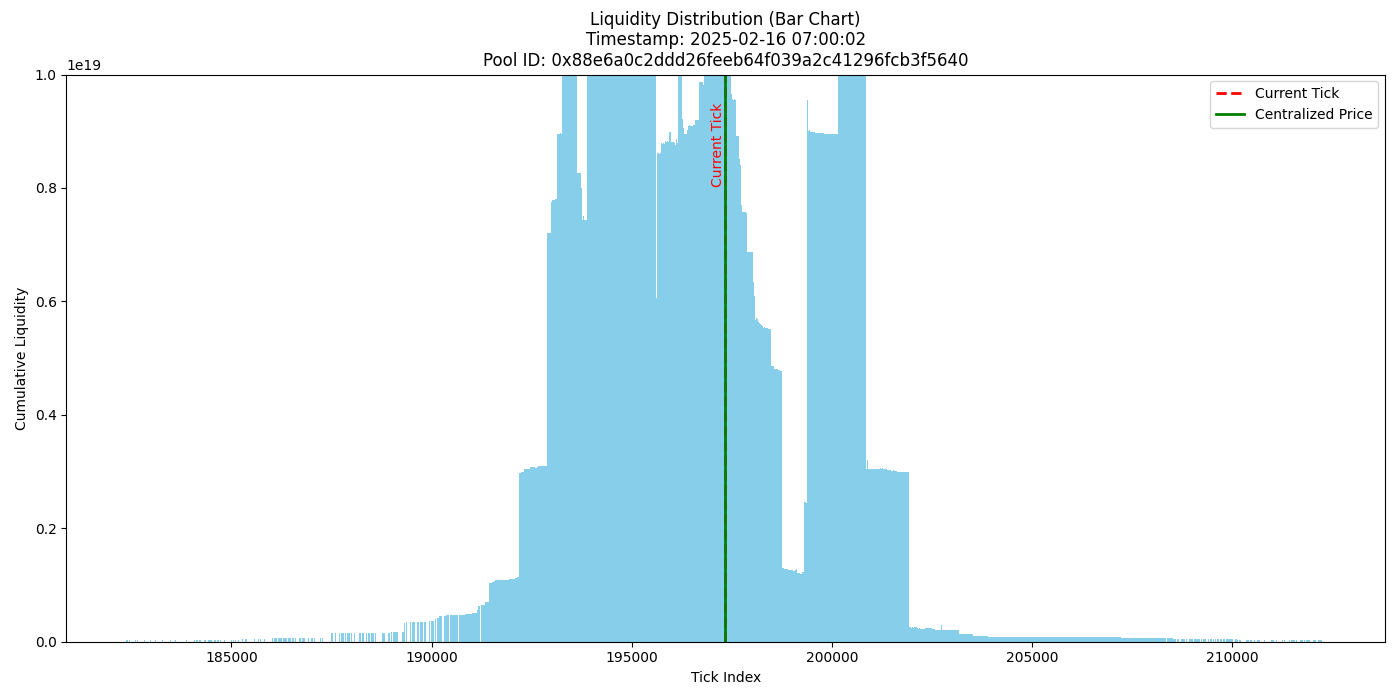 Liquidity Distribution (Bar Chart)
Timestamp: 2025-02-16 07:00:02
Pool ID: 0x88e6a0c2ddd26feeb64f039a2c41296fcb3f5640
1e19
1.0
0.8
0.6
0.4
0.2
0.0
Cumulative Liquidity
Current Tick
Current Tick
Centralized Price
185000
190000
195000
200000
205000
210000
Tick Index